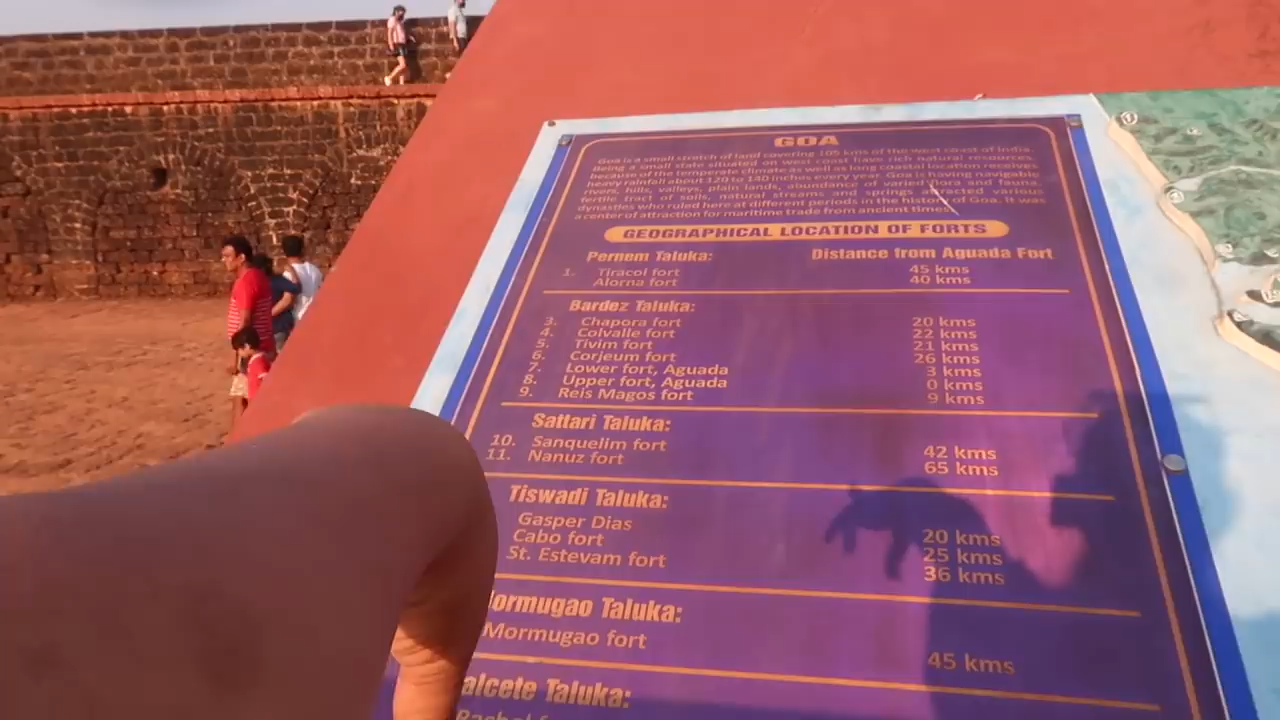 GOA
Goa is a small stretch of land covering 105 kms of the west coast of India.
Being a small state situated on west coast have rich natural resources.
because of the temperate climate as well as long coastal location receives
heavy rainfall about 120 to 140 inches every year. Goa is having navigable
rivers, hills, valleys, plain lands, abundance of varied flora and fauna,
fertile tract of soils, natural streams and springs attracted various
dynasties who ruled here at different periods in the history of Goa. It was
a center of attraction for maritime trade from ancient times.
GEOGRAPHICAL LOCATION OF FORTS
Pernem Taluka: Distance from Aguada Fort
1. Tiracol fort 45 kms
Alorna fort 40 kms
Bardez Taluka:
3. Chapora fort 20 kms
4. Colvalle fort 22 kms
5. Tivim fort 21 kms
6. Corjeum fort 26 kms
7. Lower fort, Aguada 3 kms
8. Upper fort, Aguada 0 kms
9. Reis Magos fort 9 kms
Sattari Taluka:
10. Sanquelim fort 42 kms
11. Nanuz fort 65 kms
Tiswadi Taluka:
Gasper Dias 20 kms
Cabo fort 25 kms
St. Estevam fort 36 kms
ormugao Taluka:
Mormugao fort 45 kms
alcete Taluka: